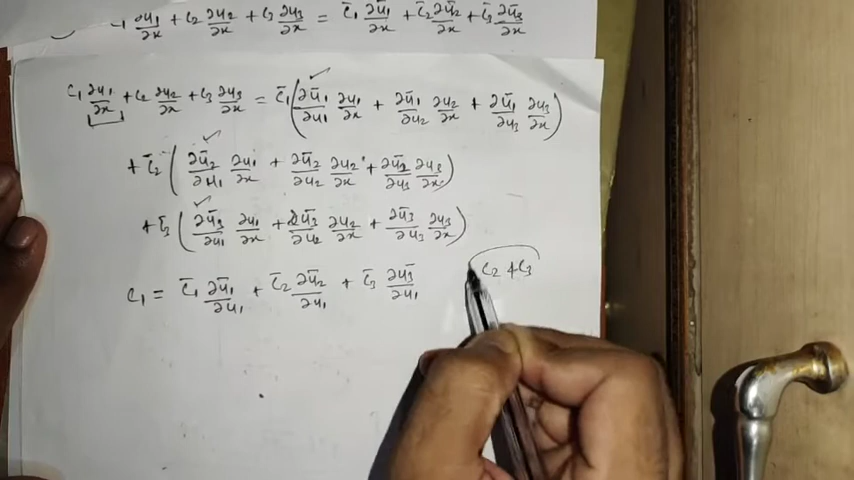 C₁ ∂u₁/∂x + C₂ ∂u₂/∂x + C₃ ∂u₃/∂x = C̄₁ ∂ū₁/∂x + C̄₂ ∂ū₂/∂x + C̄₃ ∂ū₃/∂x
C₁ ∂u₁/∂x + C₂ ∂u₂/∂x + C₃ ∂u₃/∂x = C̄₁ ( ∂ū₁/∂u₁ ∂u₁/∂x + ∂ū₁/∂u₂ ∂u₂/∂x + ∂ū₁/∂u₃ ∂u₃/∂x )
+ C̄₂ ( ∂ū₂/∂u₁ ∂u₁/∂x + ∂ū₂/∂u₂ ∂u₂/∂x + ∂ū₂/∂u₃ ∂u₃/∂x )
+ C̄₃ ( ∂ū₃/∂u₁ ∂u₁/∂x + ∂ū₃/∂u₂ ∂u₂/∂x + ∂ū₃/∂u₃ ∂u₃/∂x )
C₁ = C̄₁ ∂ū₁/∂u₁ + C̄₂ ∂ū₂/∂u₁ + C̄₃ ∂ū₃/∂u₁
C₂ & C₃